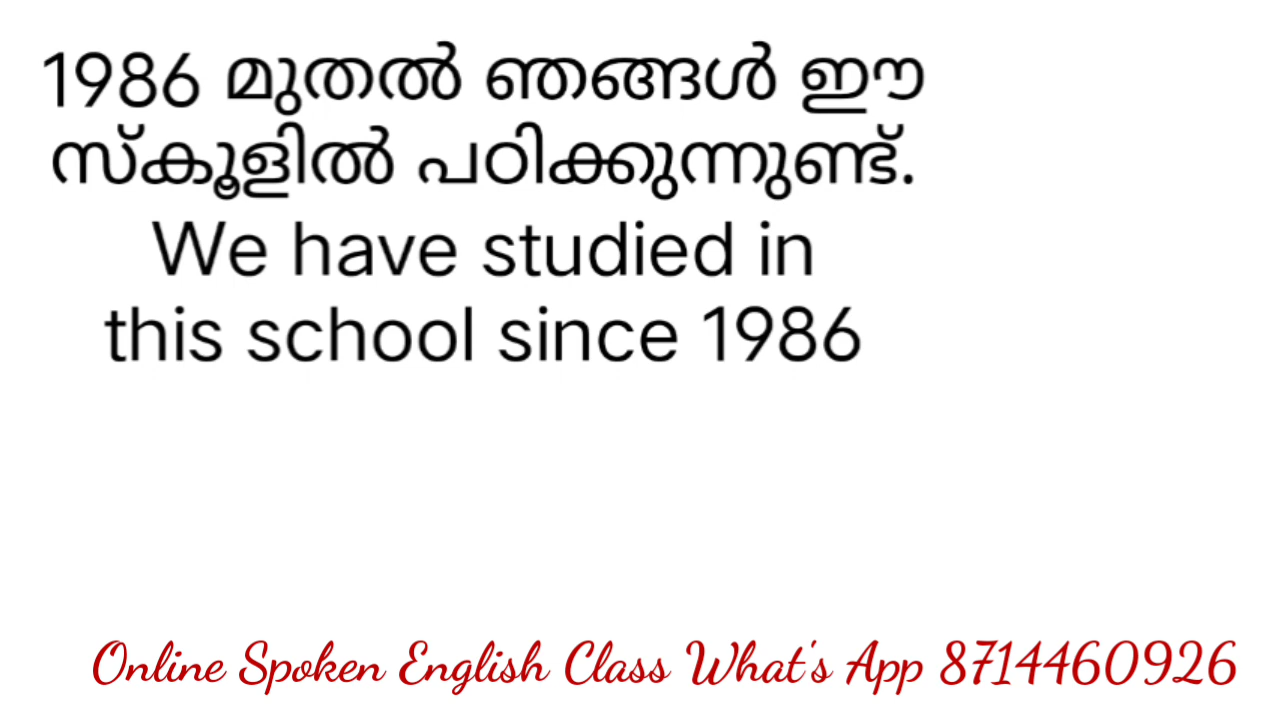 1986 മുതൽ ഞങ്ങൾ ഈ
സ്കൂളിൽ പഠിക്കുന്നുണ്ട്.
We have studied in
this school since 1986
Online Spoken English Class What's App 8714460926